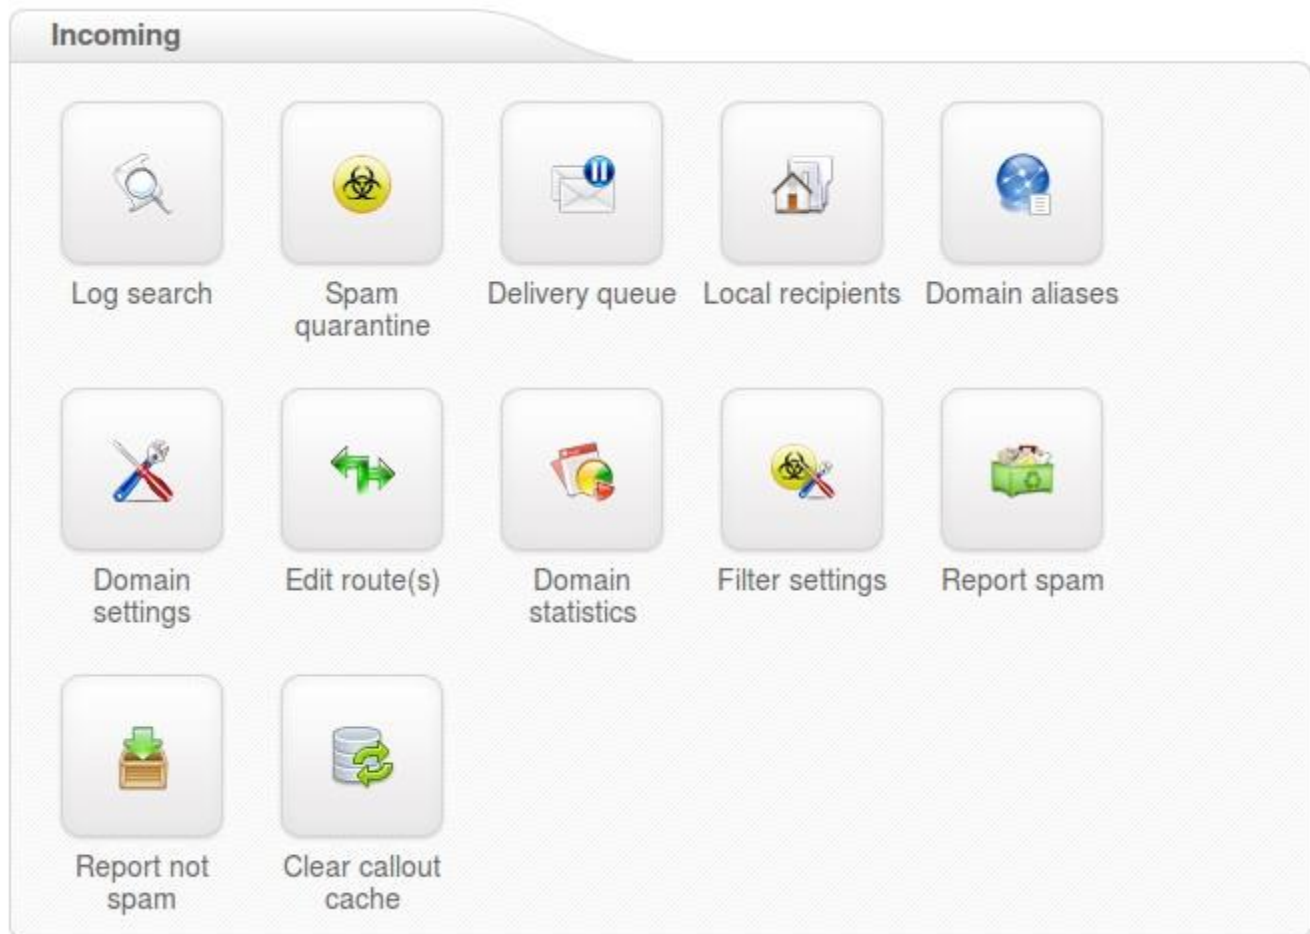 Incoming
Log search
Spam
quarantine
Delivery queue
Local recipients
Domain aliases
Domain
settings
Edit route(s)
Domain
statistics
Filter settings
Report spam
Report not
spam
Clear callout
cache